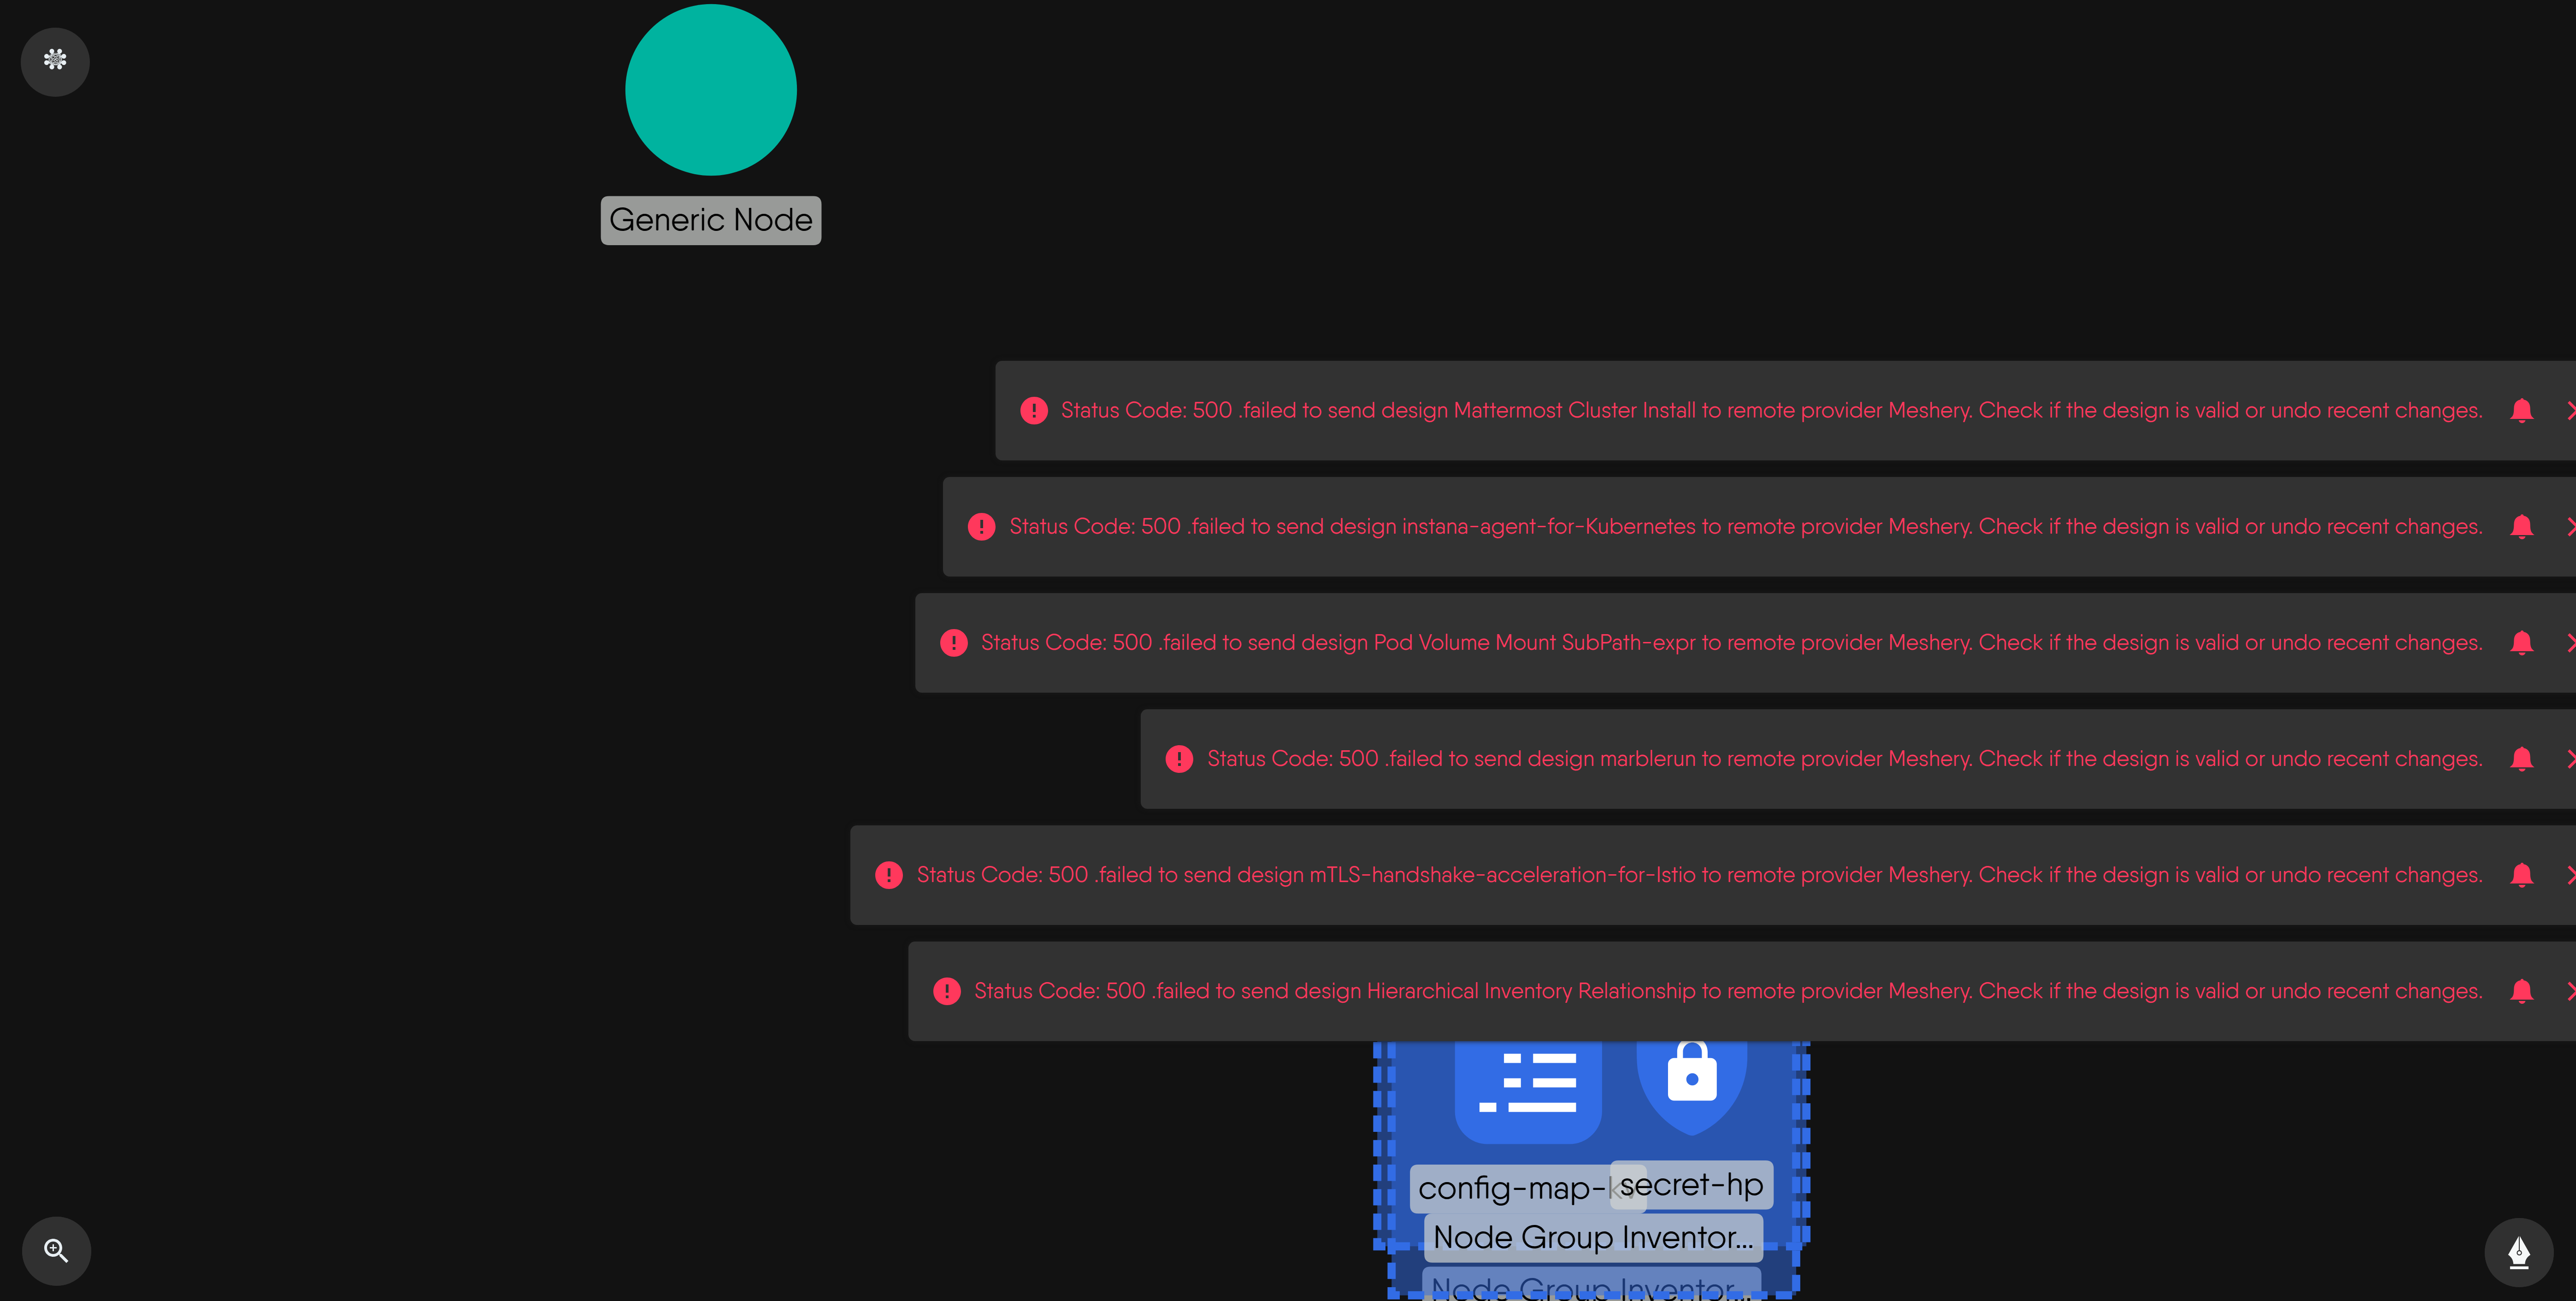 Generic Node
Status Code: 500 .failed to send design Mattermost Cluster Install to remote provider Meshery. Check if the design is valid or undo recent changes.
Status Code: 500 .failed to send design instana-agent-for-Kubernetes to remote provider Meshery. Check if the design is valid or undo recent changes.
Status Code: 500 .failed to send design Pod Volume Mount SubPath-expr to remote provider Meshery. Check if the design is valid or undo recent changes.
Status Code: 500 .failed to send design marblerun to remote provider Meshery. Check if the design is valid or undo recent changes.
Status Code: 500 .failed to send design mTLS-handshake-acceleration-for-Istio to remote provider Meshery. Check if the design is valid or undo recent changes.
Status Code: 500 .failed to send design Hierarchical Inventory Relationship to remote provider Meshery. Check if the design is valid or undo recent changes.
config-map- secret-hp
Node Group Inventor...
Node Group Inventor...